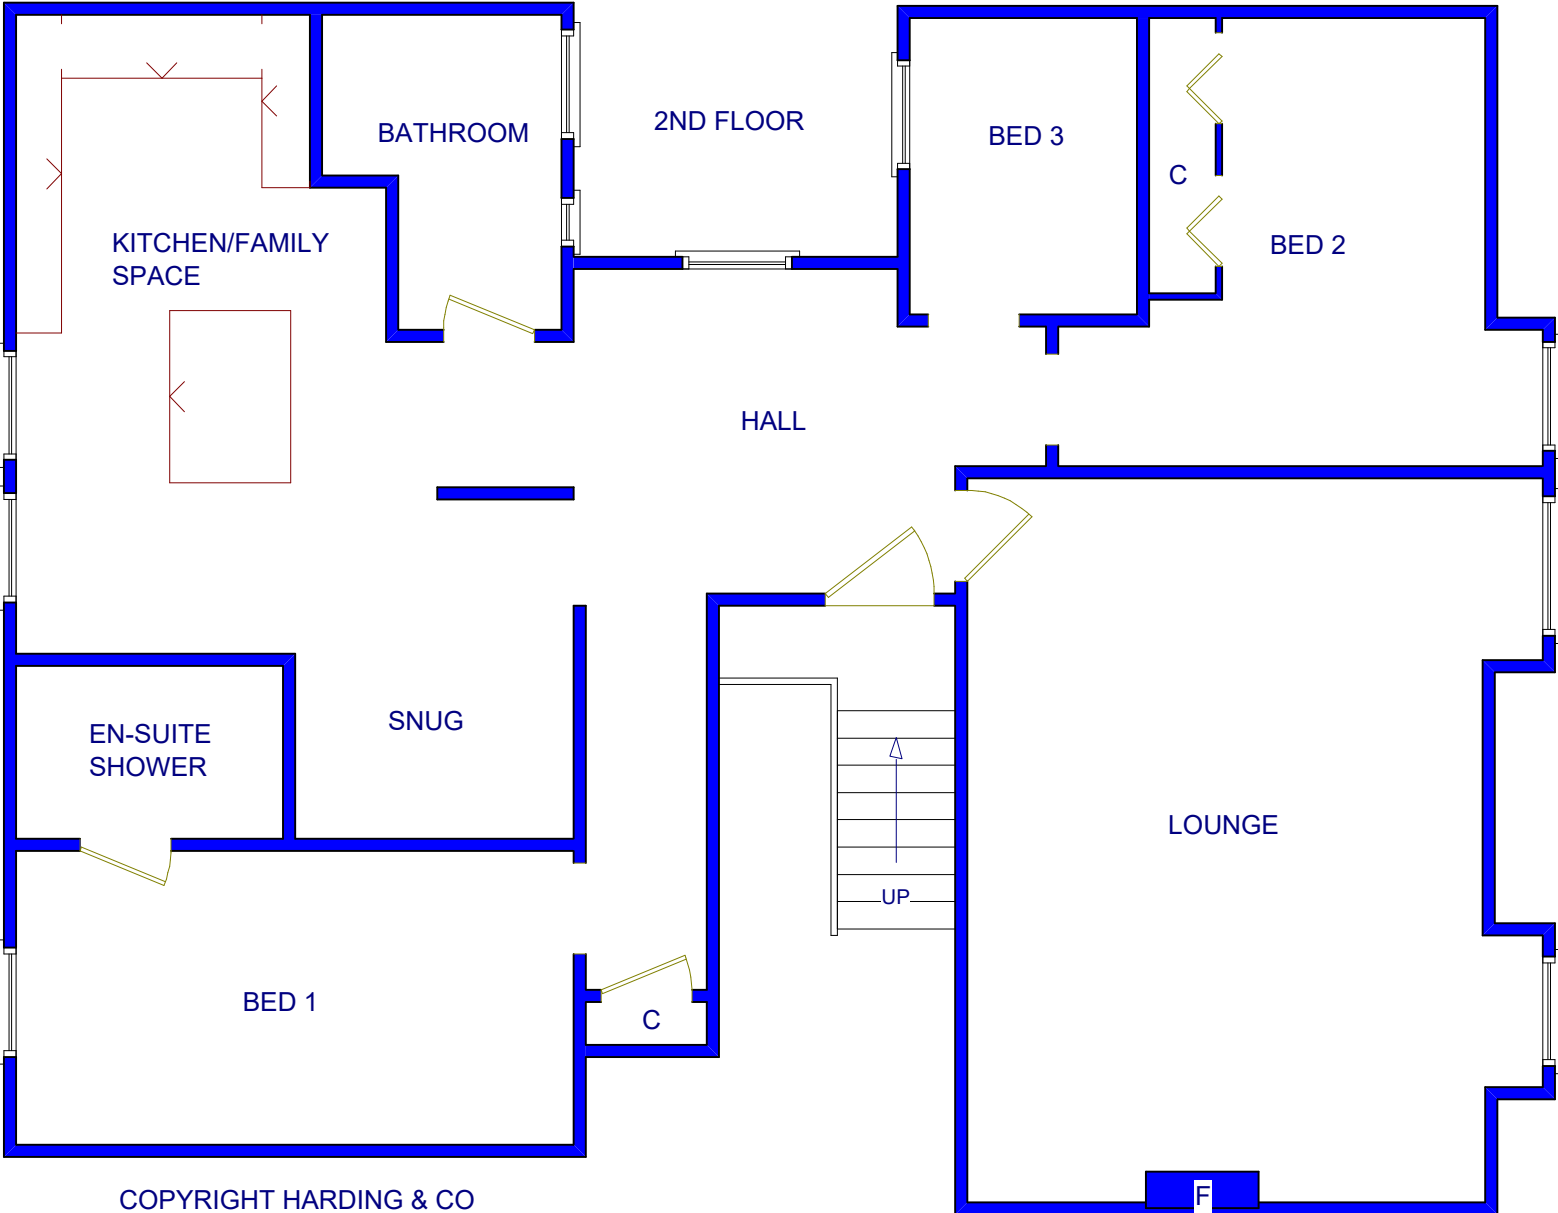 2ND FLOOR
BATHROOM
BED 3
C
KITCHEN/FAMILY
SPACE
BED 2
HALL
EN-SUITE
SHOWER
SNUG
LOUNGE
UP
BED 1
C
COPYRIGHT HARDING & CO
F